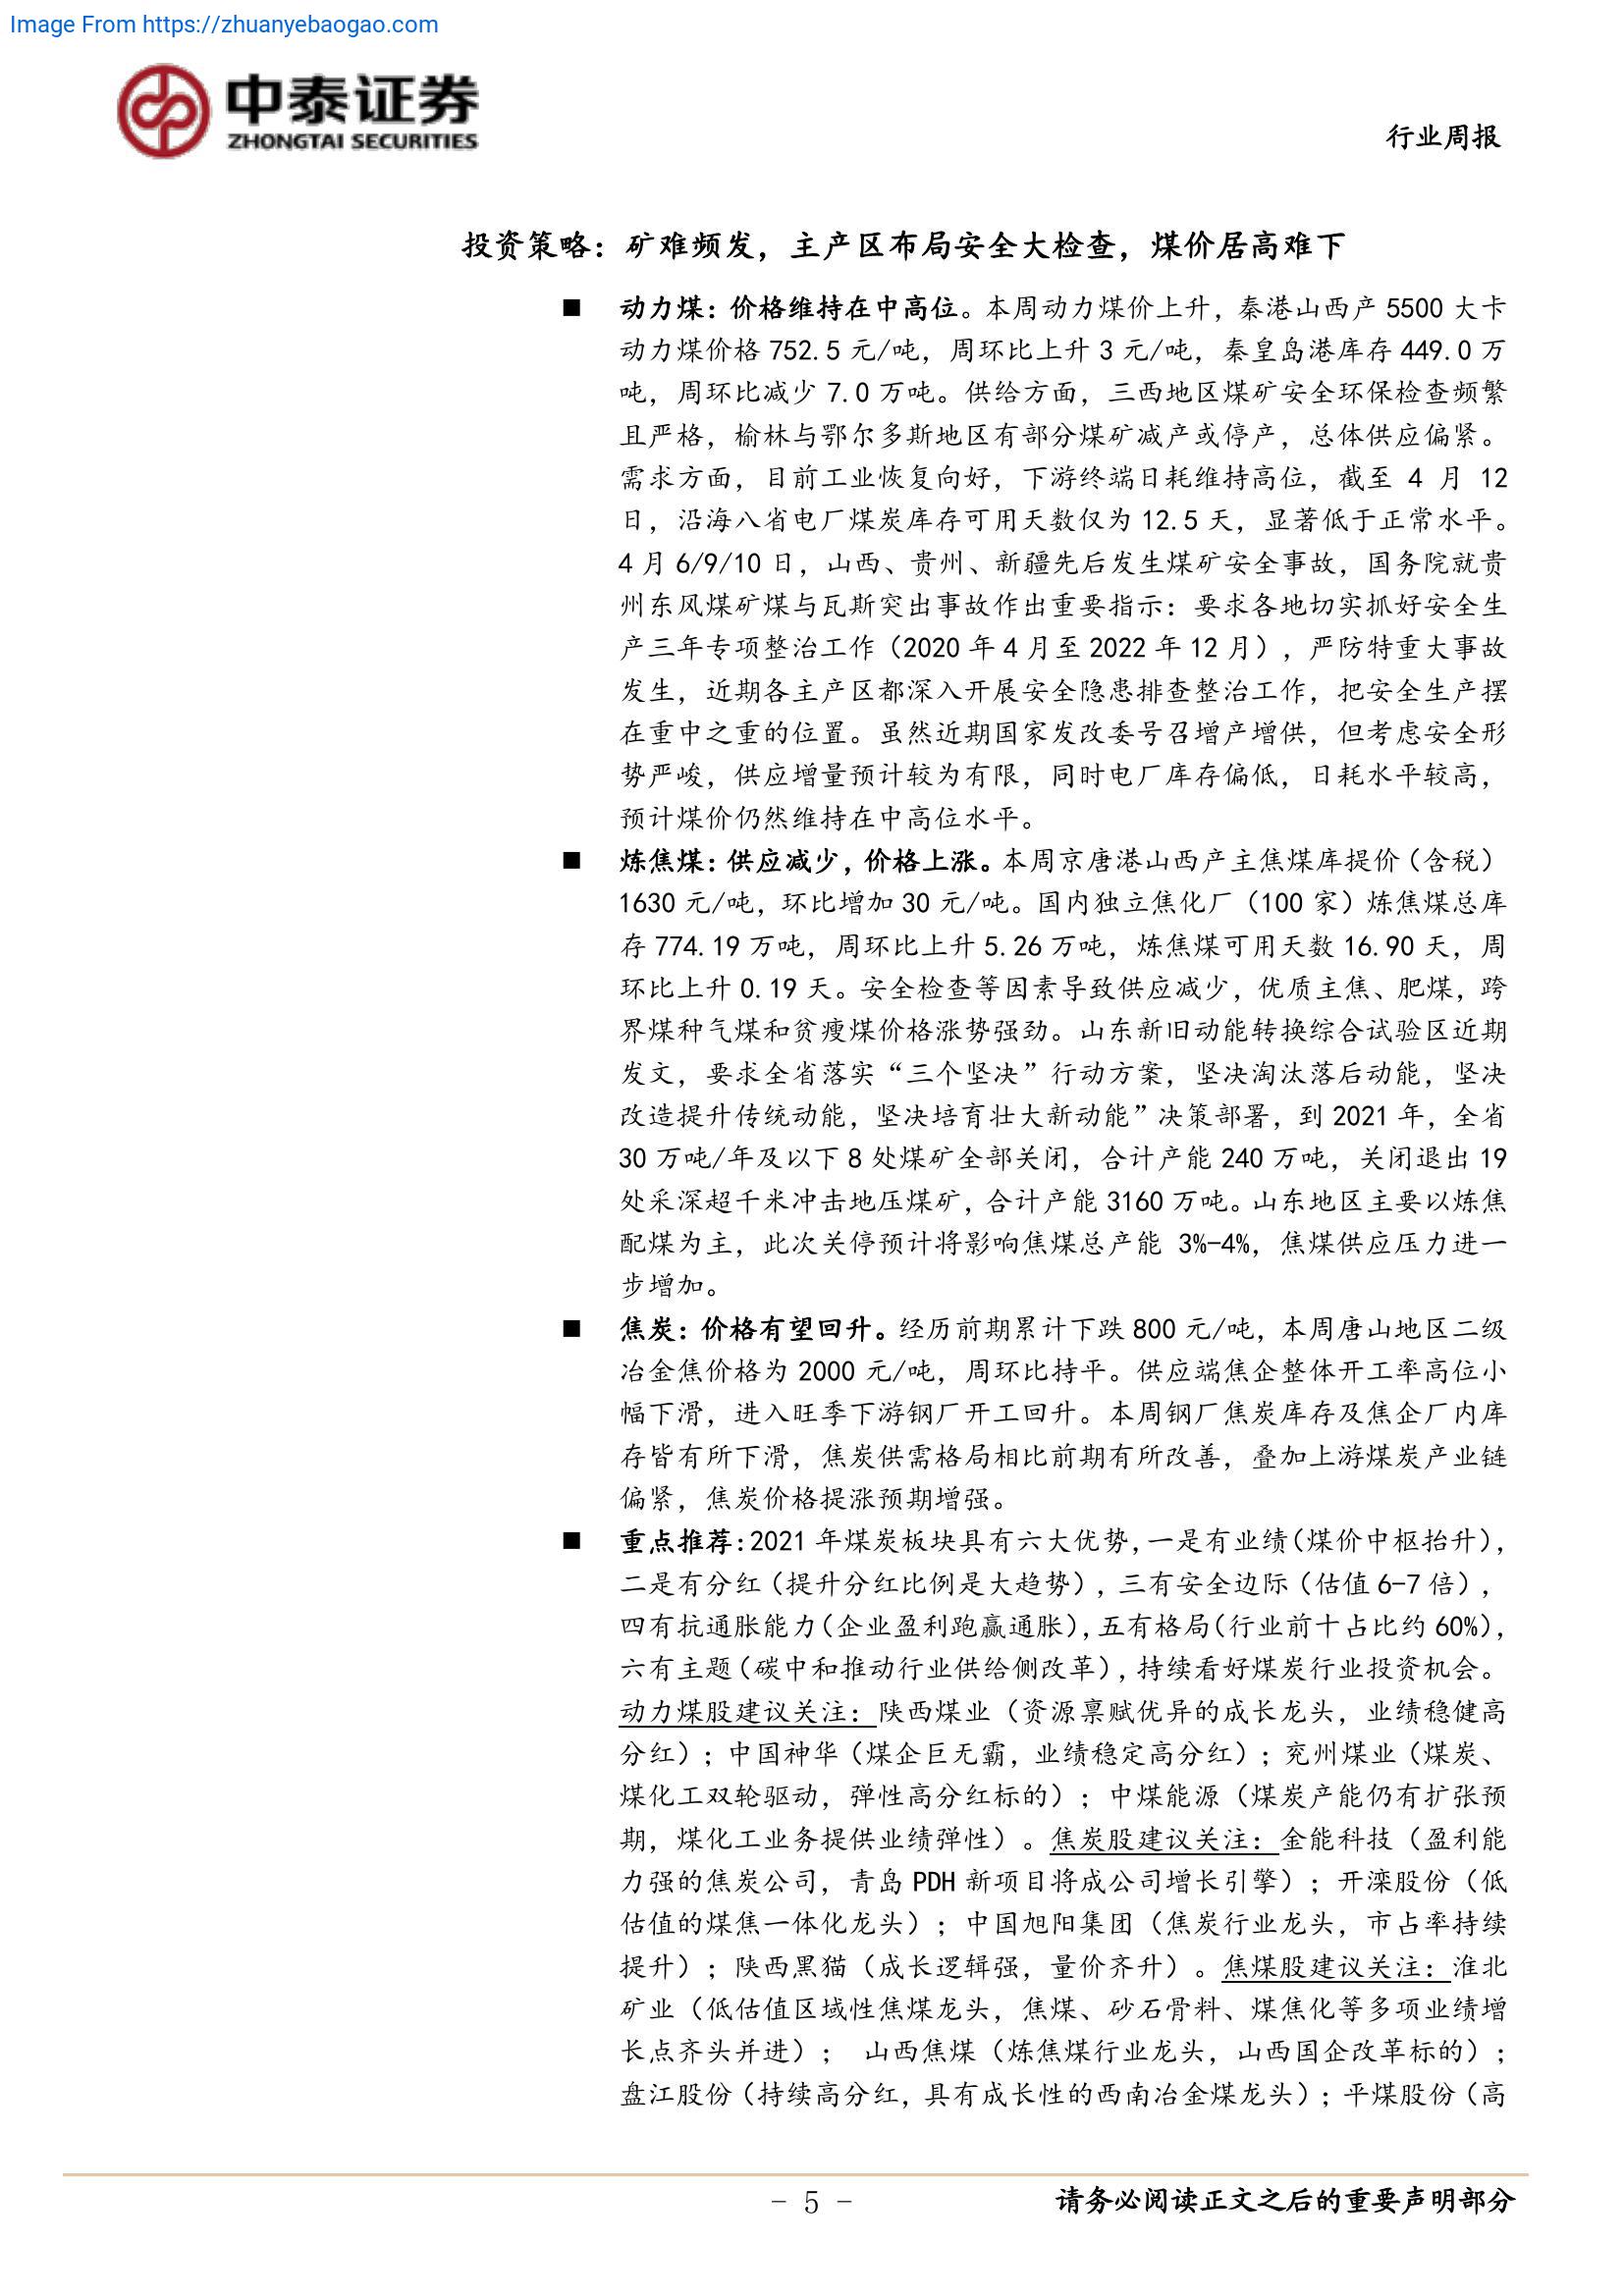 Image From https://zhuanyebaogao.com
中泰证券
ZHONGTAI SECURITIES
行业周报
投资策略：矿难频发，主产区布局安全大检查，煤价居高难下
■ 动力煤：价格维持在中高位。本周动力煤价上升，秦港山西产 5500 大卡
动力煤价格 752.5 元/吨，周环比上升 3 元/吨，秦皇岛港库存 449.0 万
吨，周环比减少 7.0 万吨。供给方面，三西地区煤矿安全环保检查频繁
且严格，榆林与鄂尔多斯地区有部分煤矿减产或停产，总体供应偏紧。
需求方面，目前工业恢复向好，下游终端日耗维持高位，截至 4 月 12
日，沿海八省电厂煤炭库存可用天数仅为 12.5 天，显著低于正常水平。
4 月 6/9/10 日，山西、贵州、新疆先后发生煤矿安全事故，国务院就贵
州东风煤矿煤与瓦斯突出事故作出重要指示：要求各地切实抓好安全生
产三年专项整治工作（2020 年 4 月至 2022 年 12 月），严防特重大事故
发生，近期各主产区都深入开展安全隐患排查整治工作，把安全生产摆
在重中之重的位置。虽然近期国家发改委号召增产增供，但考虑安全形
势严峻，供应增量预计较为有限，同时电厂库存偏低，日耗水平较高，
预计煤价仍然维持在中高位水平。
■ 炼焦煤：供应减少，价格上涨。本周京唐港山西产主焦煤库提价（含税）
1630 元/吨，环比增加 30 元/吨。国内独立焦化厂（100 家）炼焦煤总库
存 774.19 万吨，周环比上升 5.26 万吨，炼焦煤可用天数 16.90 天，周
环比上升 0.19 天。安全检查等因素导致供应减少，优质主焦、肥煤，跨
界煤种气煤和贫瘦煤价格涨势强劲。山东新旧动能转换综合试验区近期
发文，要求全省落实“三个坚决”行动方案，坚决淘汰落后动能，坚决
改造提升传统动能，坚决培育壮大新动能”决策部署，到 2021 年，全省
30 万吨/年及以下 8 处煤矿全部关闭，合计产能 240 万吨，关闭退出 19
处采深超千米冲击地压煤矿，合计产能 3160 万吨。山东地区主要以炼焦
配煤为主，此次关停预计将影响焦煤总产能 3%-4%，焦煤供应压力进一
步增加。
■ 焦炭：价格有望回升。经历前期累计下跌 800 元/吨，本周唐山地区二级
冶金焦价格为 2000 元/吨，周环比持平。供应端焦企整体开工率高位小
幅下滑，进入旺季下游钢厂开工回升。本周钢厂焦炭库存及焦企厂内库
存皆有所下滑，焦炭供需格局相比前期有所改善，叠加上游煤炭产业链
偏紧，焦炭价格提涨预期增强。
■ 重点推荐：2021 年煤炭板块具有六大优势，一是有业绩（煤价中枢抬升），
二是有分红（提升分红比例是大趋势），三有安全边际（估值 6-7 倍），
四有抗通胀能力（企业盈利跑赢通胀），五有格局（行业前十占比约 60%），
六有主题（碳中和推动行业供给侧改革），持续看好煤炭行业投资机会。
动力煤股建议关注：陕西煤业（资源禀赋优异的成长龙头，业绩稳健高
分红）；中国神华（煤企巨无霸，业绩稳定高分红）；兖州煤业（煤炭、
煤化工双轮驱动，弹性高分红标的）；中煤能源（煤炭产能仍有扩张预
期，煤化工业务提供业绩弹性）。焦炭股建议关注：金能科技（盈利能
力强的焦炭公司，青岛 PDH 新项目将成公司增长引擎）；开滦股份（低
估值的煤焦一体化龙头）；中国旭阳集团（焦炭行业龙头，市占率持续
提升）；陕西黑猫（成长逻辑强，量价齐升）。焦煤股建议关注：淮北
矿业（低估值区域性焦煤龙头，焦煤、砂石骨料、煤焦化等多项业绩增
长点齐头并进）； 山西焦煤（炼焦煤行业龙头，山西国企改革标的）；
盘江股份（持续高分红，具有成长性的西南冶金煤龙头）；平煤股份（高
- 5 -
请务必阅读正文之后的重要声明部分